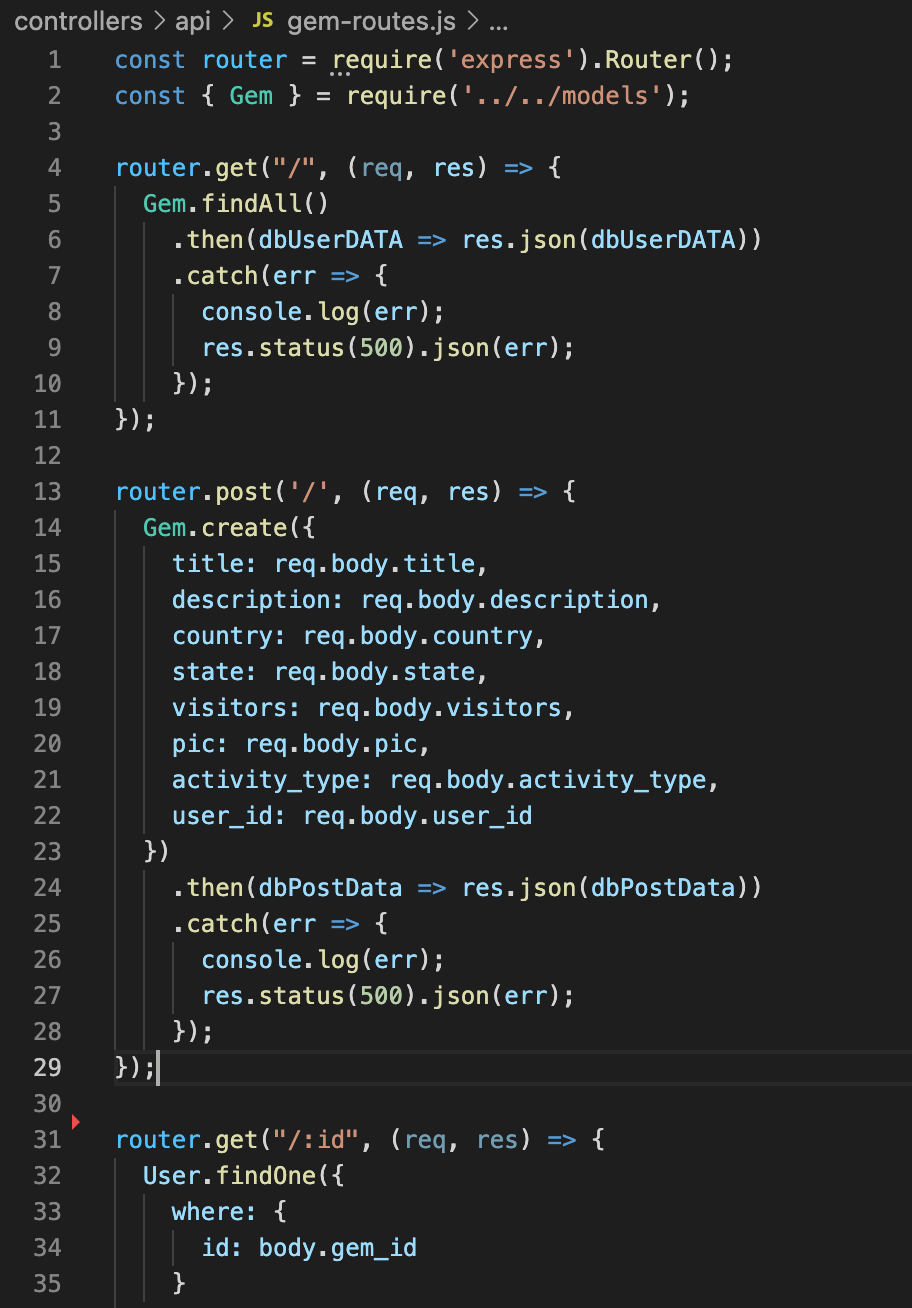 controllers > api > JS gem-routes.js > ...
1 const router = require('express').Router();
2 const { Gem } = require('../../models');
3
4 router.get("/", (req, res) => {
5   Gem.findAll()
6     .then(dbUserDATA => res.json(dbUserDATA))
7     .catch(err => {
8       console.log(err);
9       res.status(500).json(err);
10     });
11 });
12
13 router.post('/', (req, res) => {
14   Gem.create({
15     title: req.body.title,
16     description: req.body.description,
17     country: req.body.country,
18     state: req.body.state,
19     visitors: req.body.visitors,
20     pic: req.body.pic,
21     activity_type: req.body.activity_type,
22     user_id: req.body.user_id
23   })
24     .then(dbPostData => res.json(dbPostData))
25     .catch(err => {
26       console.log(err);
27       res.status(500).json(err);
28     });
29 });
30
31 router.get("/:id", (req, res) => {
32   User.findOne({
33     where: {
34       id: body.gem_id
35     }